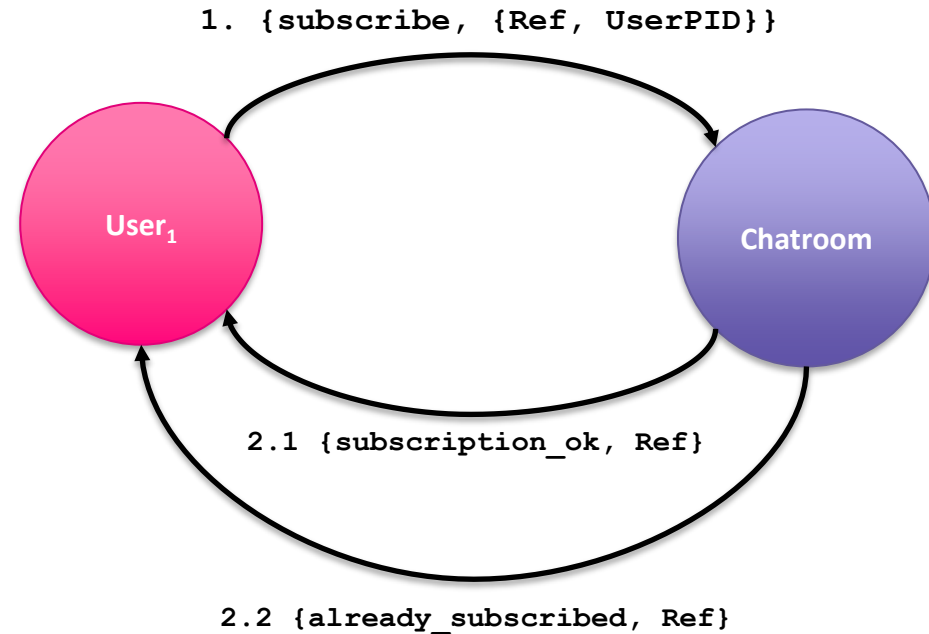 1. {subscribe, {Ref, UserPID}}
User₁
Chatroom
2.1 {subscription_ok, Ref}
2.2 {already_subscribed, Ref}